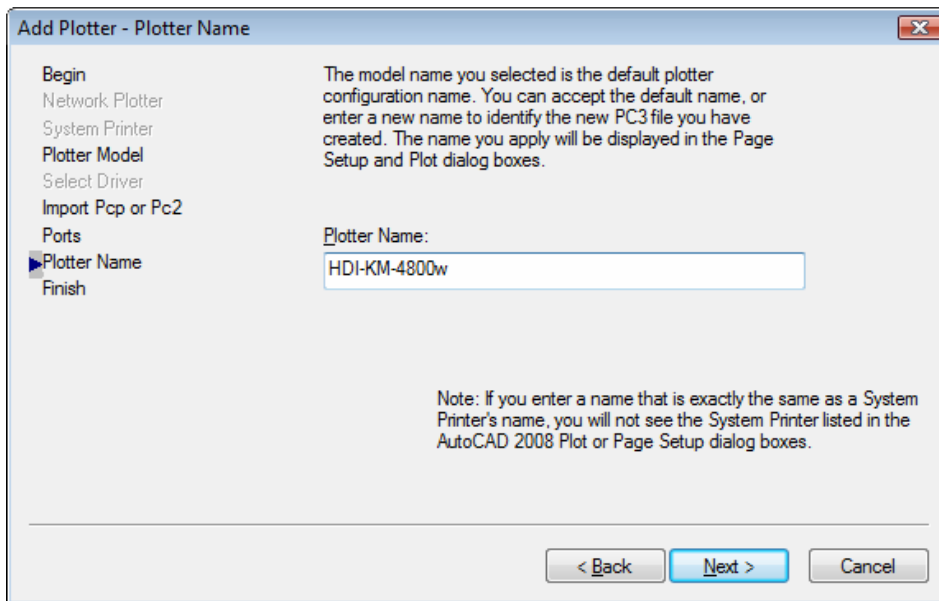 Add Plotter - Plotter Name
Begin
Network Plotter
System Printer
Plotter Model
Select Driver
Import Pcp or Pc2
Ports
Plotter Name
Finish
The model name you selected is the default plotter
configuration name. You can accept the default name, or
enter a new name to identify the new PC3 file you have
created. The name you apply will be displayed in the Page
Setup and Plot dialog boxes.
Plotter Name:
HDI-KM-4800w
Note: If you enter a name that is exactly the same as a System
Printer's name, you will not see the System Printer listed in the
AutoCAD 2008 Plot or Page Setup dialog boxes.
< Back
Next >
Cancel